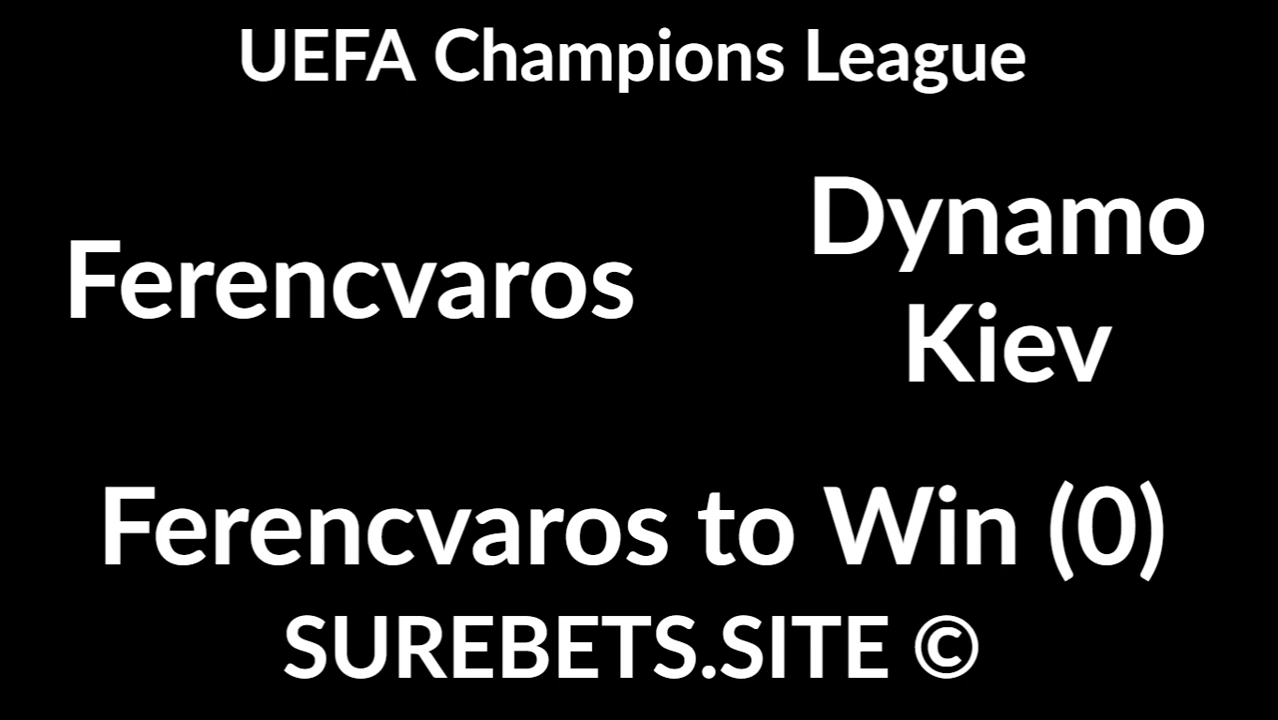 UEFA Champions League
Ferencvaros
Dynamo
Kiev
Ferencvaros to Win (0)
SUREBETS.SITE ©